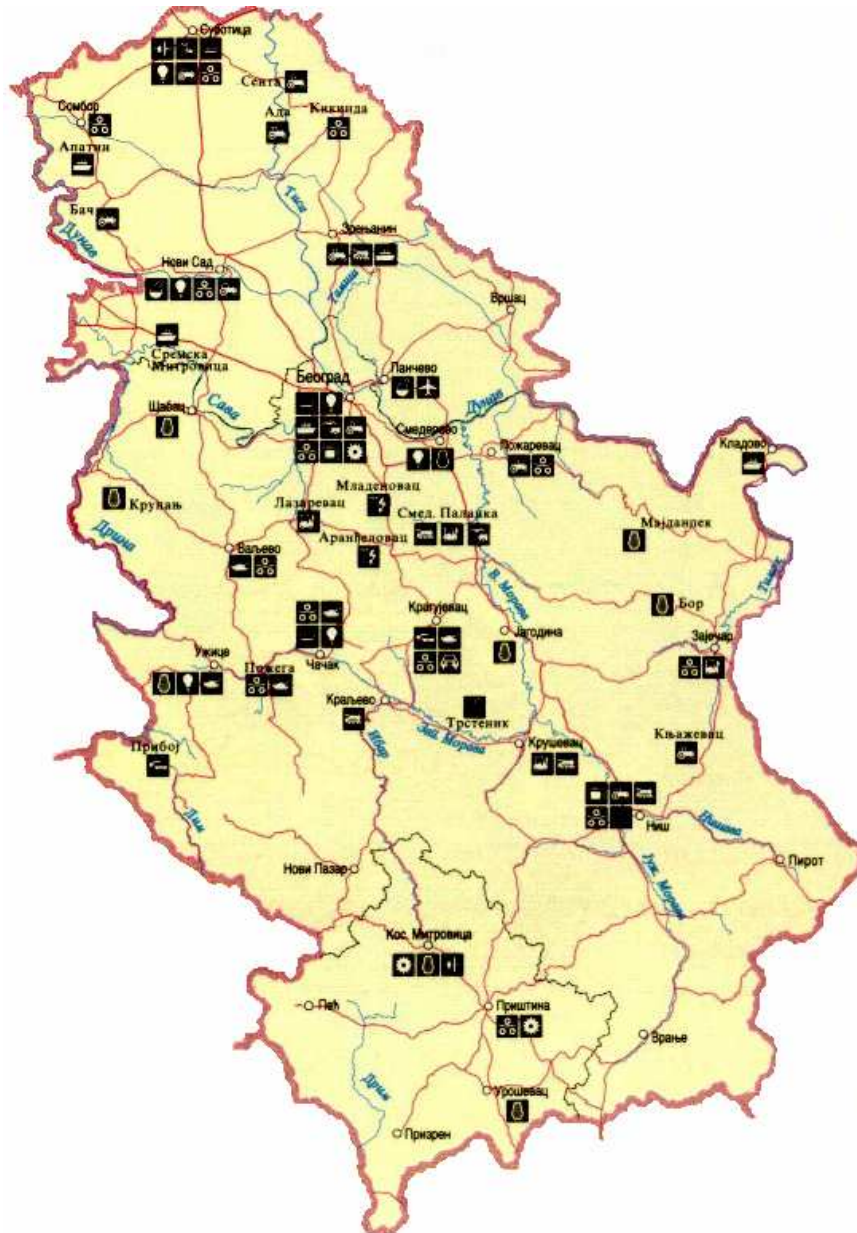 Суботица
Сента
Сомбор
Ада
Кикинда
Апатин
Тиса
Бач
Дунав
Зрењанин
Нови Сад
Тамиш
Вршац
Сремска
Митровица
Панчево
Београд
Шабац
Сава
Дунав
Смедерево
Пожаревац
Кладово
Младеновац
Крупањ
Лазаревац
Смед. Паланка
Мајданпек
Дрина
Аранђеловац
Ваљево
В. Морава
Тимок
Бор
Крагујевац
Јагодина
Зајечар
Ужице
Пожега
Чачак
Краљево
Трстеник
Ибар
Зап. Морава
Крушевац
Књажевац
Прибој
Лим
Ниш
Нишава
Нови Пазар
Јуж. Морава
Пирот
Кос. Митровица
Пећ
Приштина
Врање
Дрим
Урошевац
Призрен